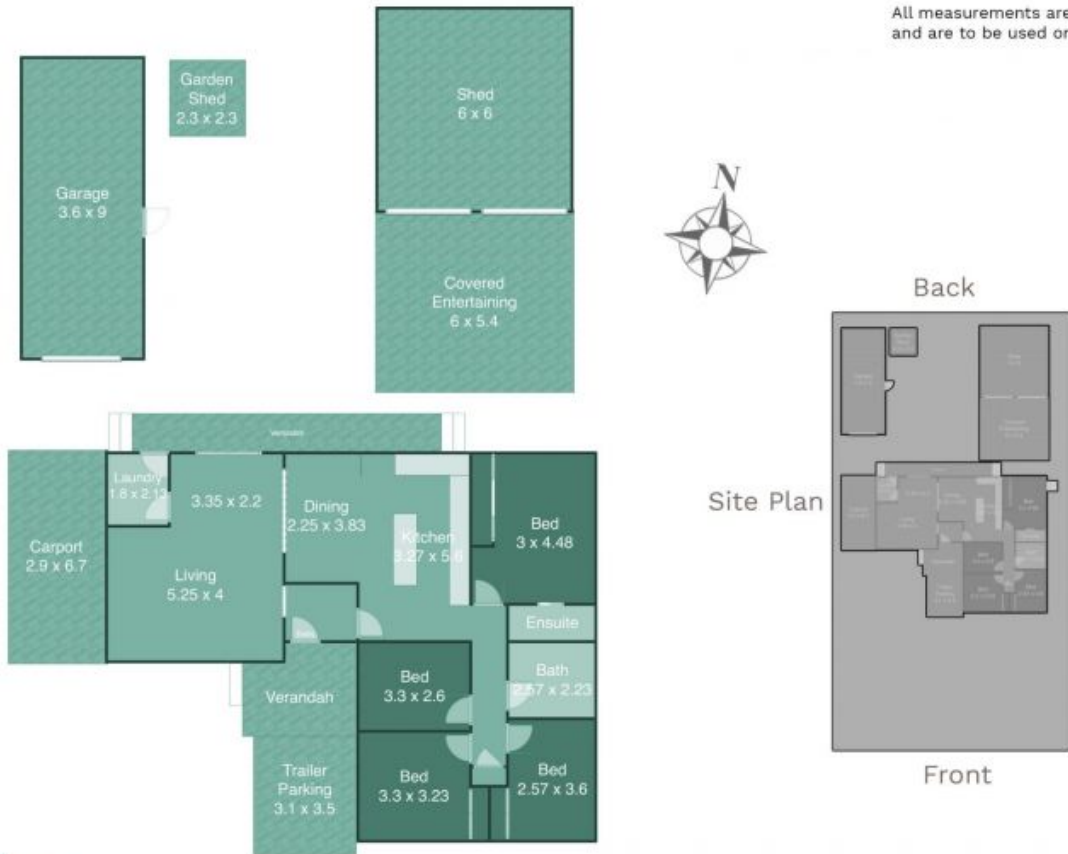 All measurements are
and are to be used or
Garden
Shed
2.3 x 2.3
Shed
6 x 6
Garage
3.6 x 9
N
Covered
Entertaining
6 x 5.4
Back
Verandah
Laundry
1.8 x 2.13
3.35 x 2.2
Dining
2.25 x 3.83
Kitchen
3.27 x 5.6
Bed
3 x 4.48
Carport
2.9 x 6.7
Living
5.25 x 4
Site Plan
Ensuite
Bath
2.57 x 2.23
Bed
3.3 x 2.6
Verandah
Trailer
Parking
3.1 x 3.5
Bed
3.3 x 3.23
Bed
2.57 x 3.6
Front